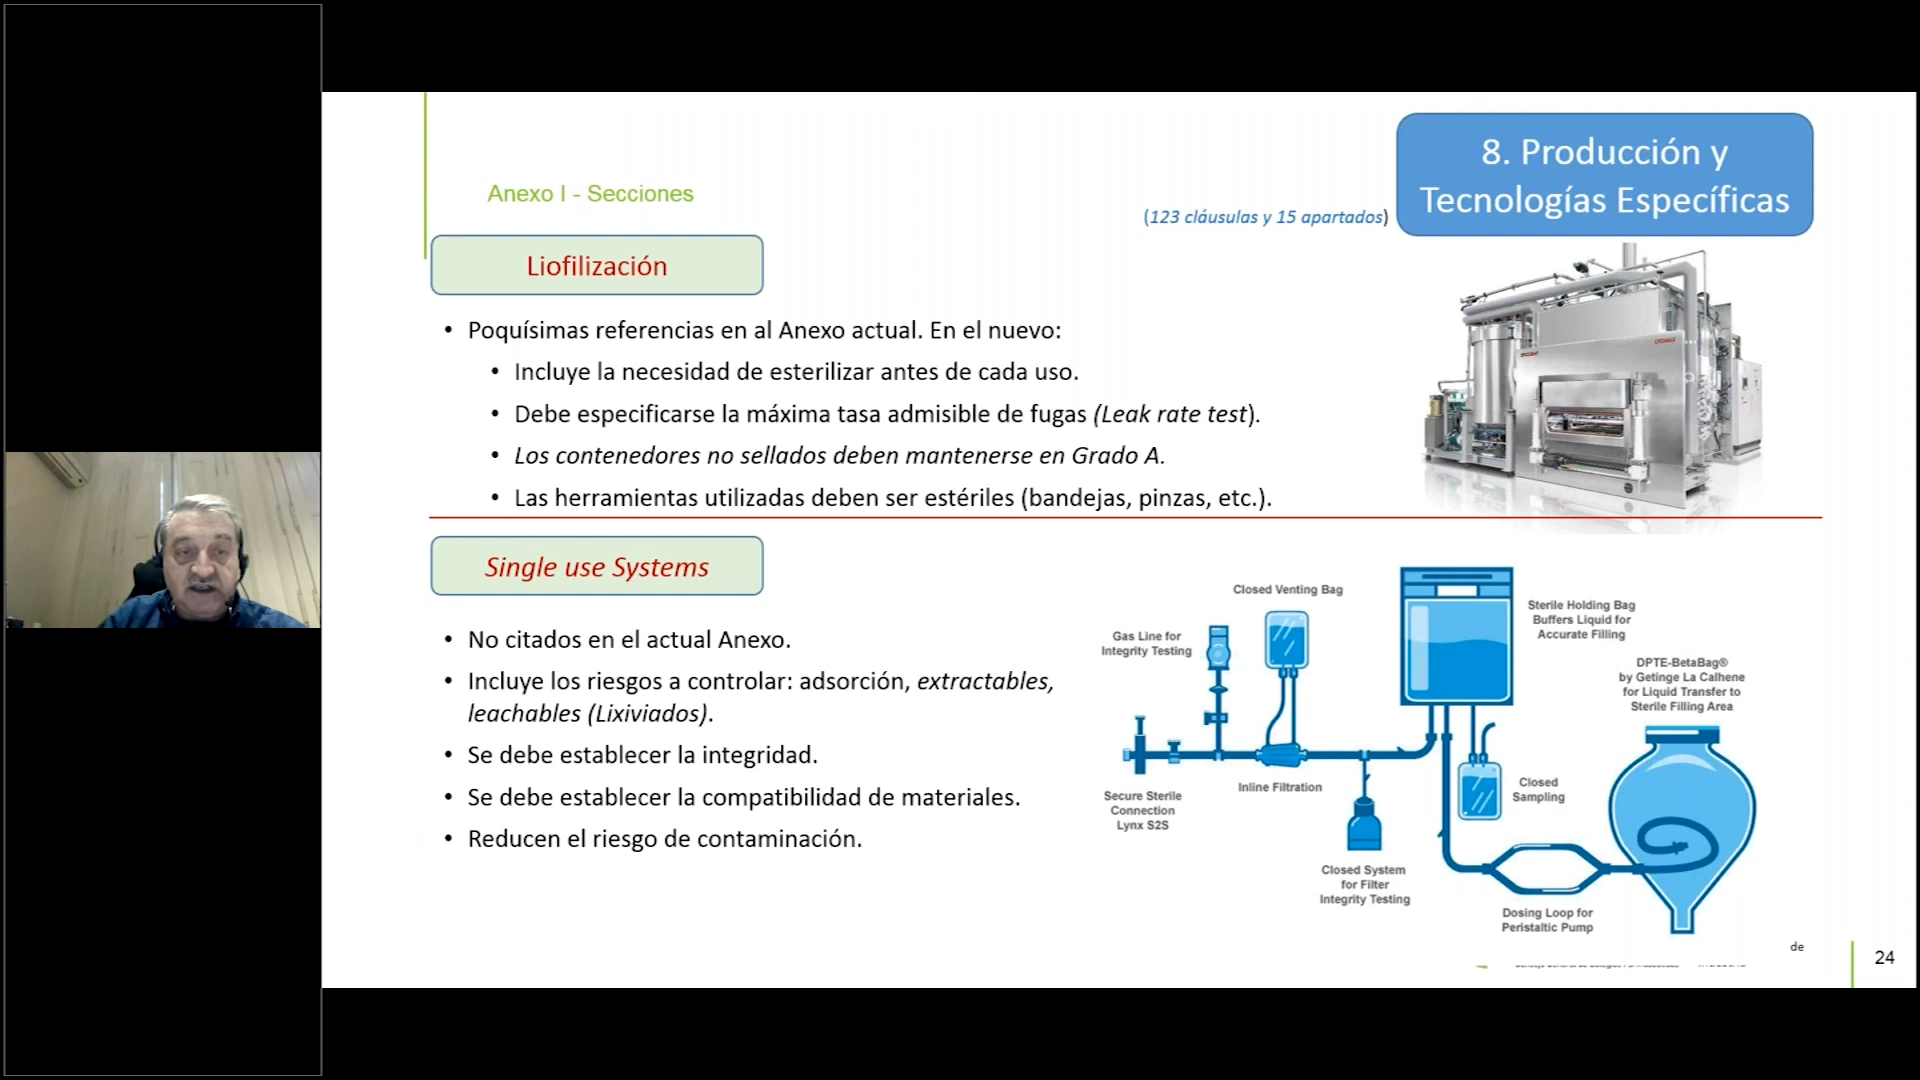 8. Producción y
Tecnologías Específicas
Anexo I - Secciones
(123 cláusulas y 15 apartados)
Liofilización
• Poquísimas referencias en al Anexo actual. En el nuevo:
• Incluye la necesidad de esterilizar antes de cada uso.
• Debe especificarse la máxima tasa admisible de fugas (Leak rate test).
• Los contenedores no sellados deben mantenerse en Grado A.
• Las herramientas utilizadas deben ser estériles (bandejas, pinzas, etc.).
Single use Systems
• No citados en el actual Anexo.
• Incluye los riesgos a controlar: adsorción, extractables,
leachables (Lixiviados).
• Se debe establecer la integridad.
• Se debe establecer la compatibilidad de materiales.
• Reducen el riesgo de contaminación.
Closed Venting Bag
Gas Line for
Integrity Testing
Sterile Holding Bag
Buffers Liquid for
Accurate Filling
DPTE-BetaBag®
by Getinge La Calhene
for Liquid Transfer to
Sterile Filling Area
Secure Sterile
Connection
Lynx S2S
Inline Filtration
Closed
Sampling
Closed System
for Filter
Integrity Testing
Dosing Loop for
Peristaltic Pump
de
24